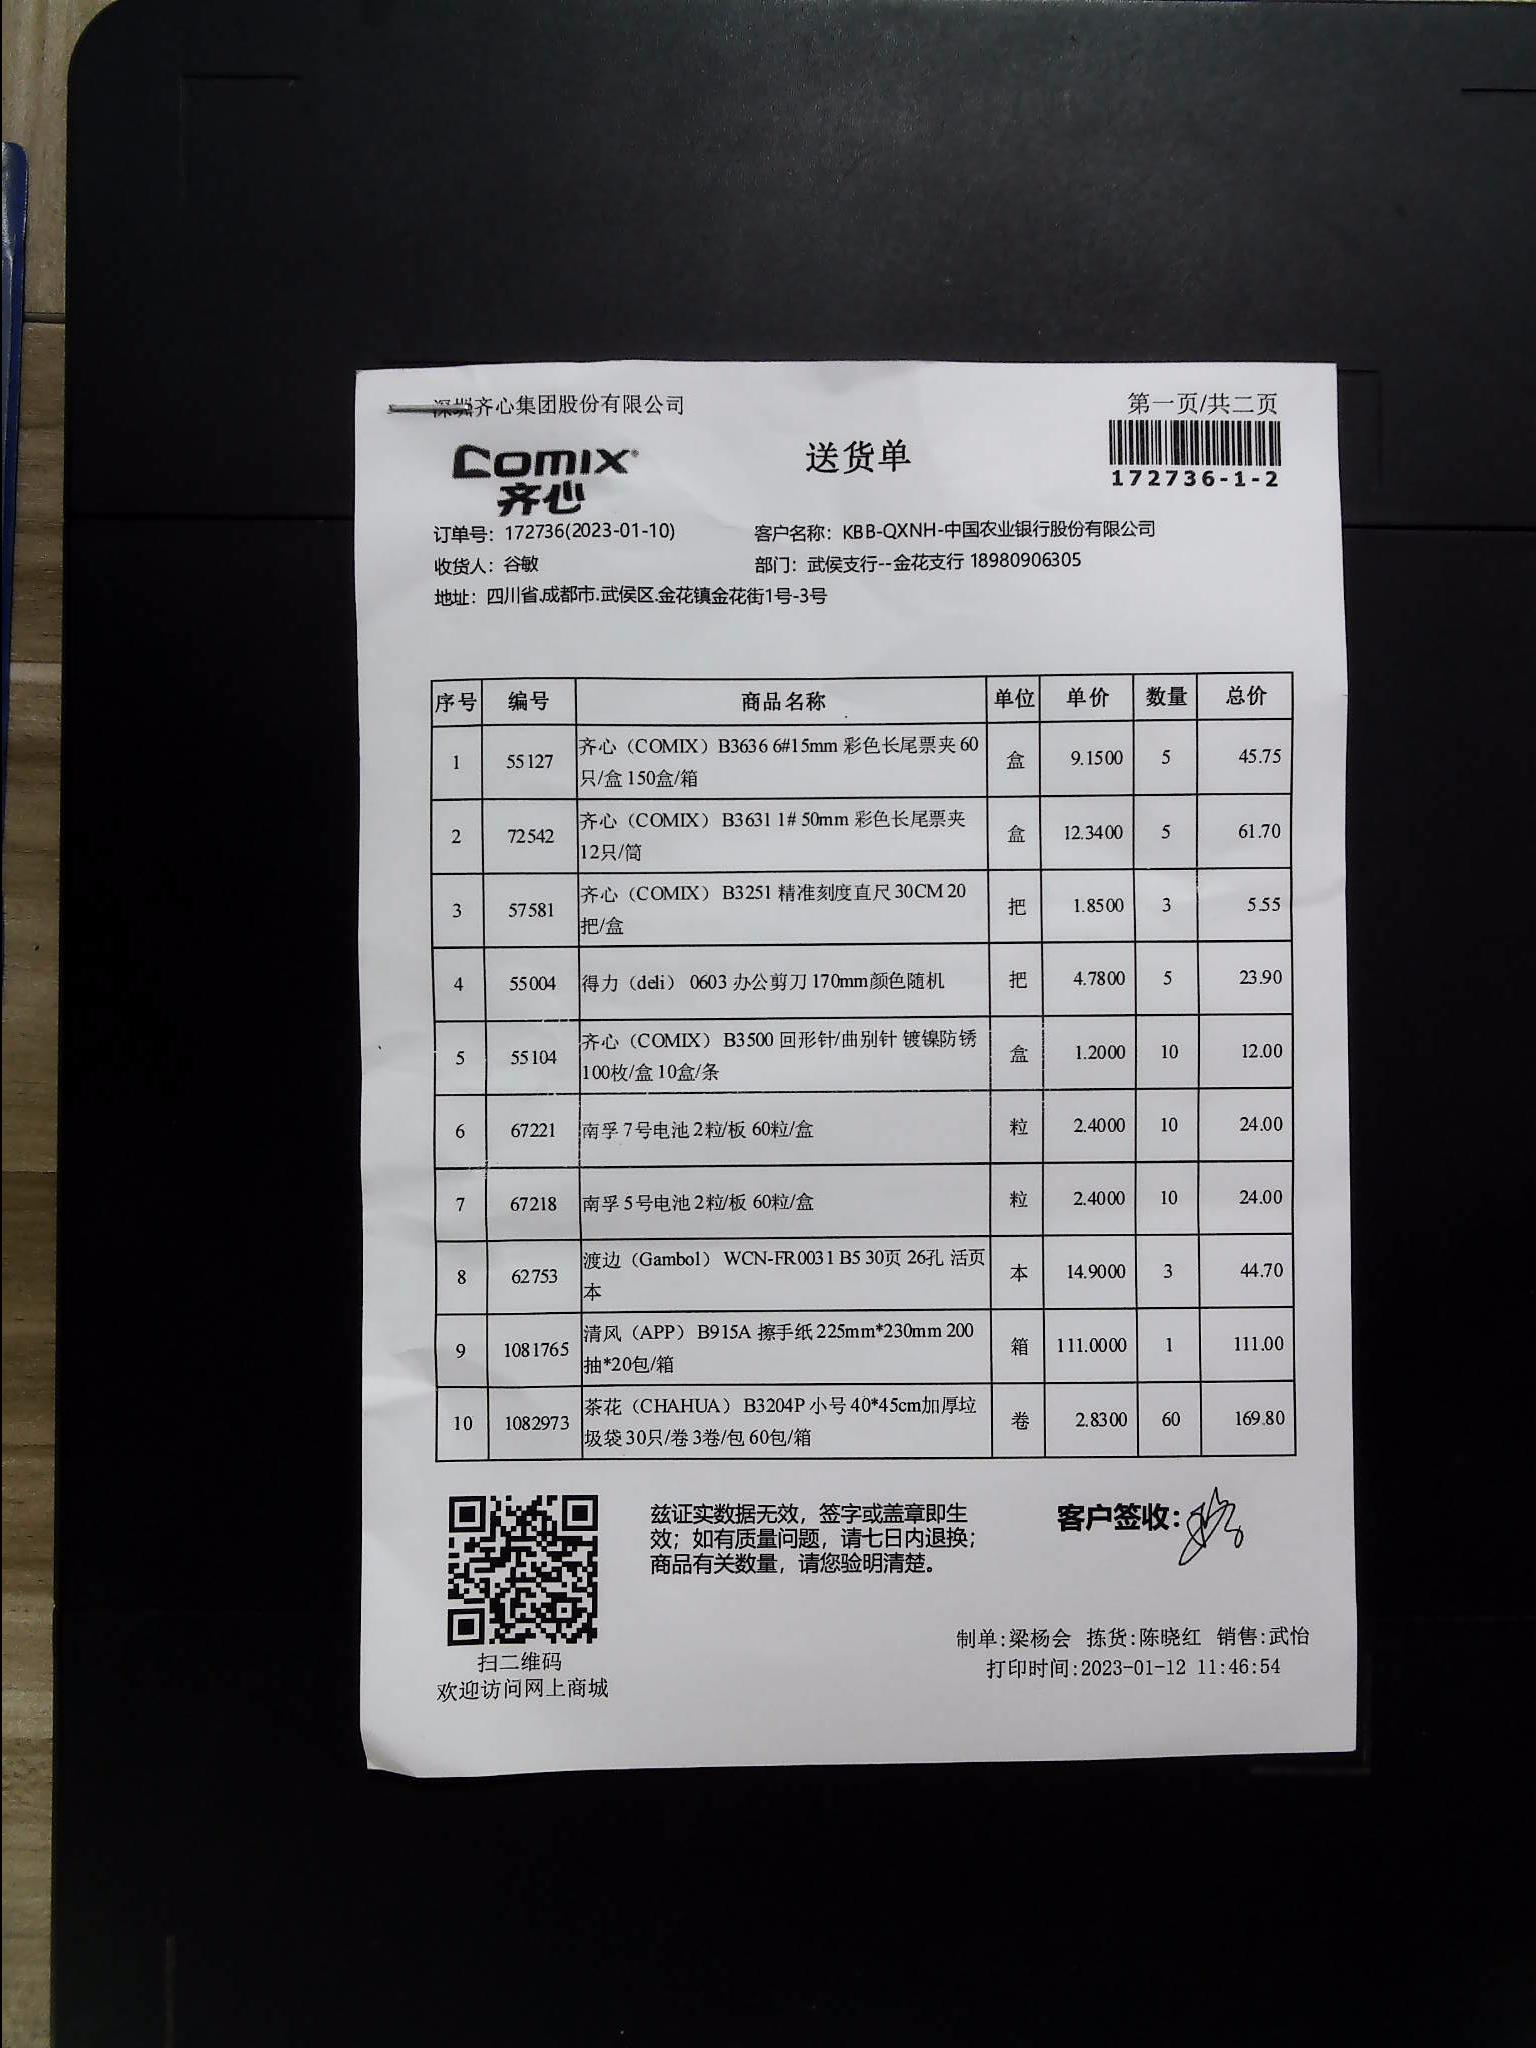 深圳齐心集团股份有限公司
第一页/共二页
COMIX
齐心
送货单
172736-1-2
订单号：172736(2023-01-10)
客户名称：KBB-QXNH-中国农业银行股份有限公司
收货人：谷敏
部门：武侯支行--金花支行 18980906305
地址：四川省.成都市.武侯区.金花镇金花街1号-3号
序号 编号 商品名称 单位 单价 数量 总价
1 55127 齐心（COMIX）B3636 6#15mm 彩色长尾票夹 60 盒 9.1500 5 45.75
只/盒 150盒/箱
2 72542 齐心（COMIX） B3631 1# 50mm 彩色长尾票夹 盒 12.3400 5 61.70
12只/筒
3 57581 齐心（COMIX） B3251 精准刻度直尺 30CM 20 把 1.8500 3 5.55
把/盒
4 55004 得力（deli） 0603 办公剪刀 170mm颜色随机 把 4.7800 5 23.90
5 55104 齐心（COMIX） B3500 回形针/曲别针 镀镍防锈 盒 1.2000 10 12.00
100枚/盒 10盒/条
6 67221 南孚 7号电池 2粒/板 60粒/盒 粒 2.4000 10 24.00
7 67218 南孚 5号电池 2粒/板 60粒/盒 粒 2.4000 10 24.00
8 62753 渡边（Gambol） WCN-FR0031 B5 30页 26孔 活页 本 14.9000 3 44.70
本
9 1081765 清风（APP） B915A 擦手纸 225mm*230mm 200 箱 111.0000 1 111.00
抽*20包/箱
10 1082973 茶花（CHAHUA） B3204P 小号 40*45cm加厚垃 卷 2.8300 60 169.80
圾袋 30只/卷 3卷/包 60包/箱
兹证实数据无效，签字或盖章即生
效；如有质量问题，请七日内退换；
商品有关数量，请您验明清楚。
客户签收：
扫二维码
欢迎访问网上商城
制单:梁杨会 拣货:陈晓红 销售:武怡
打印时间:2023-01-12 11:46:54